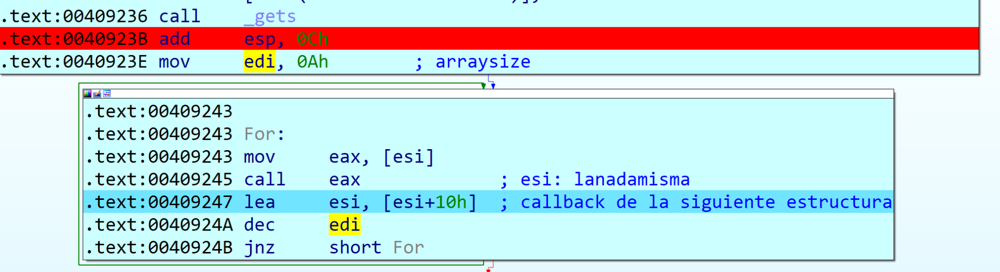 .text:00409236 call _gets
.text:0040923B add esp, 0Ch
.text:0040923E mov edi, 0Ah ; arraysize
.text:00409243
.text:00409243 For:
.text:00409243 mov eax, [esi]
.text:00409245 call eax ; esi: lanadamisma
.text:00409247 lea esi, [esi+10h] ; callback de la siguiente estructura
.text:0040924A dec edi
.text:0040924B jnz short For